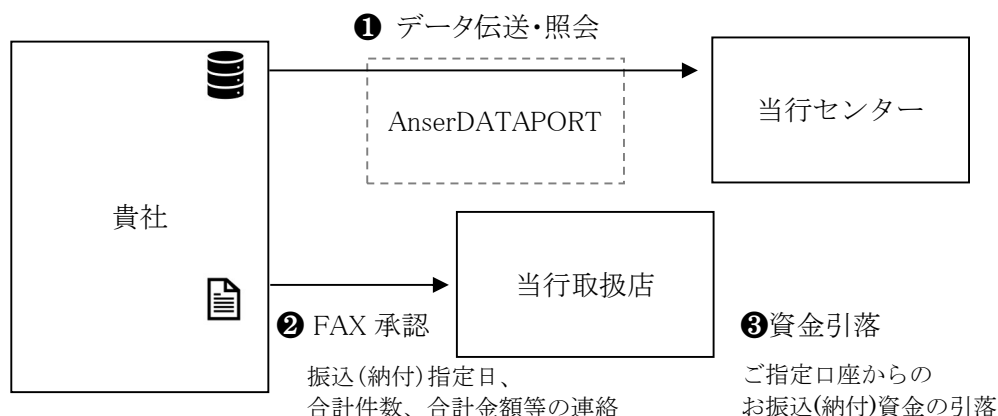 ❶ データ伝送・照会
AnserDATAPORT
当行センター
貴社
当行取扱店
❷ FAX 承認
振込(納付)指定日、
合計件数、合計金額等の連絡
❸資金引落
ご指定口座からの
お振込(納付)資金の引落